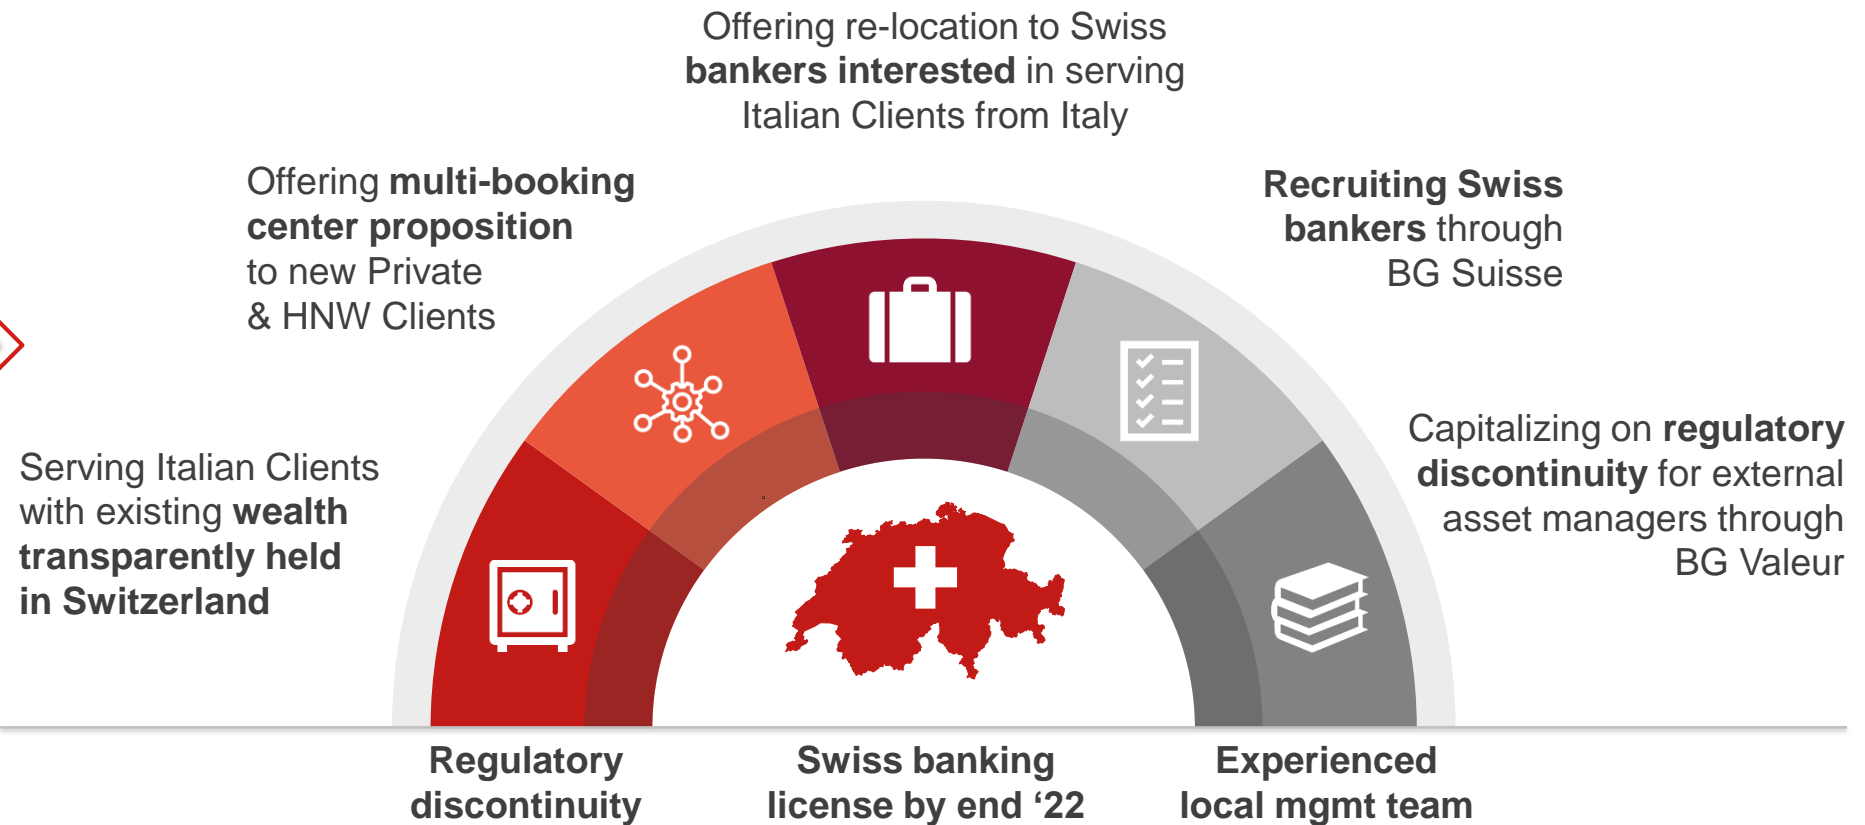 Offering re-location to Swiss
bankers interested in serving
Italian Clients from Italy
Offering multi-booking
center proposition
to new Private
& HNW Clients
Recruiting Swiss
bankers through
BG Suisse
Serving Italian Clients
with existing wealth
transparently held
in Switzerland
Capitalizing on regulatory
discontinuity for external
asset managers through
BG Valeur
Regulatory
discontinuity
Swiss banking
license by end ‘22
Experienced
local mgmt team